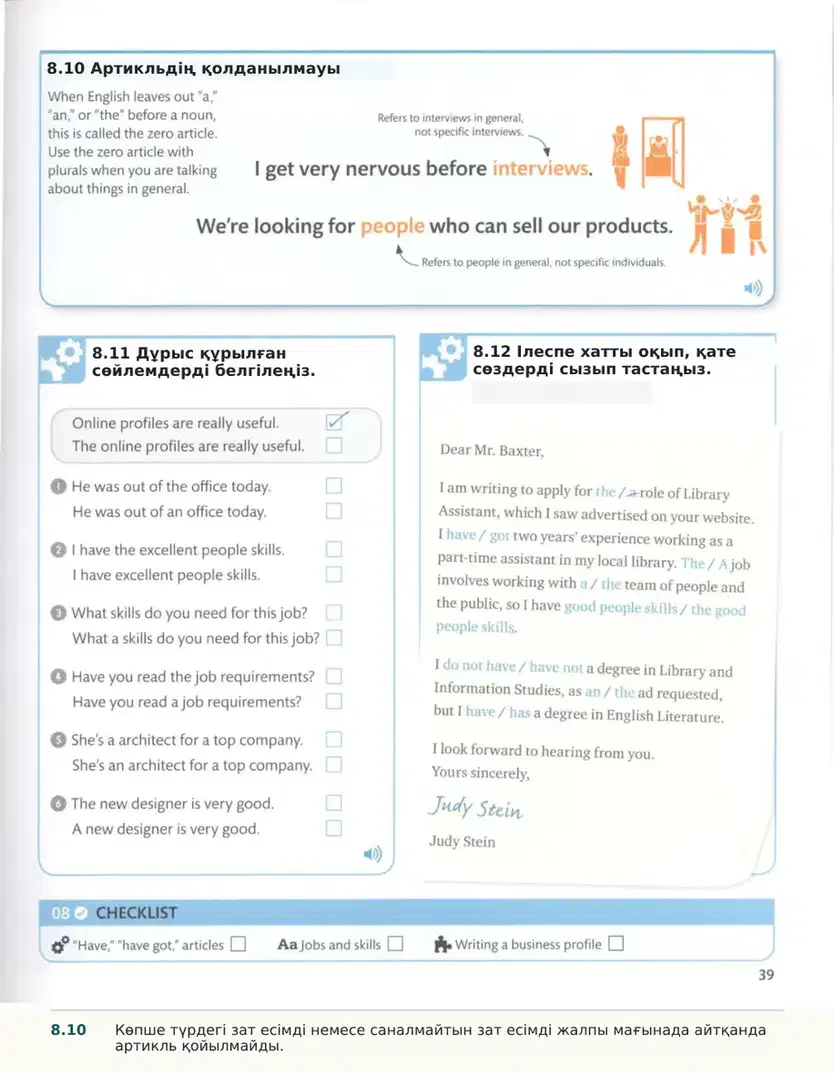 8.10 Артикльдің қолданылмауы
When English leaves out "a,"
"an," or "the" before a noun,
this is called the zero article.
Use the zero article with
plurals when you are talking
about things in general.
Refers to interviews in general,
not specific interviews.
I get very nervous before interviews.
We're looking for people who can sell our products.
Refers to people in general, not specific individuals.
8.11 Дұрыс құрылған
сөйлемдерді белгілеңіз.
Online profiles are really useful.
The online profiles are really useful.
1 He was out of the office today.
He was out of an office today.
2 I have the excellent people skills.
I have excellent people skills.
3 What skills do you need for this job?
What a skills do you need for this job?
4 Have you read the job requirements?
Have you read a job requirements?
5 She's a architect for a top company.
She's an architect for a top company.
6 The new designer is very good.
A new designer is very good.
8.12 Ілеспе хатты оқып, қате
сөздерді сызып тастаңыз.
Dear Mr. Baxter,
I am writing to apply for the / a role of Library
Assistant, which I saw advertised on your website.
I have / got two years' experience working as a
part-time assistant in my local library. The / A job
involves working with a / the team of people and
the public, so I have good people skills / the good
people skills.
I do not have / have not a degree in Library and
Information Studies, as an / the ad requested,
but I have / has a degree in English Literature.
I look forward to hearing from you.
Yours sincerely,
Judy Stein
Judy Stein
08 CHECKLIST
"Have," "have got," articles
Aa Jobs and skills
Writing a business profile
39
8.10 Көпше түрдегі зат есімді немесе саналмайтын зат есімді жалпы мағынада айтқанда
артикль қойылмайды.